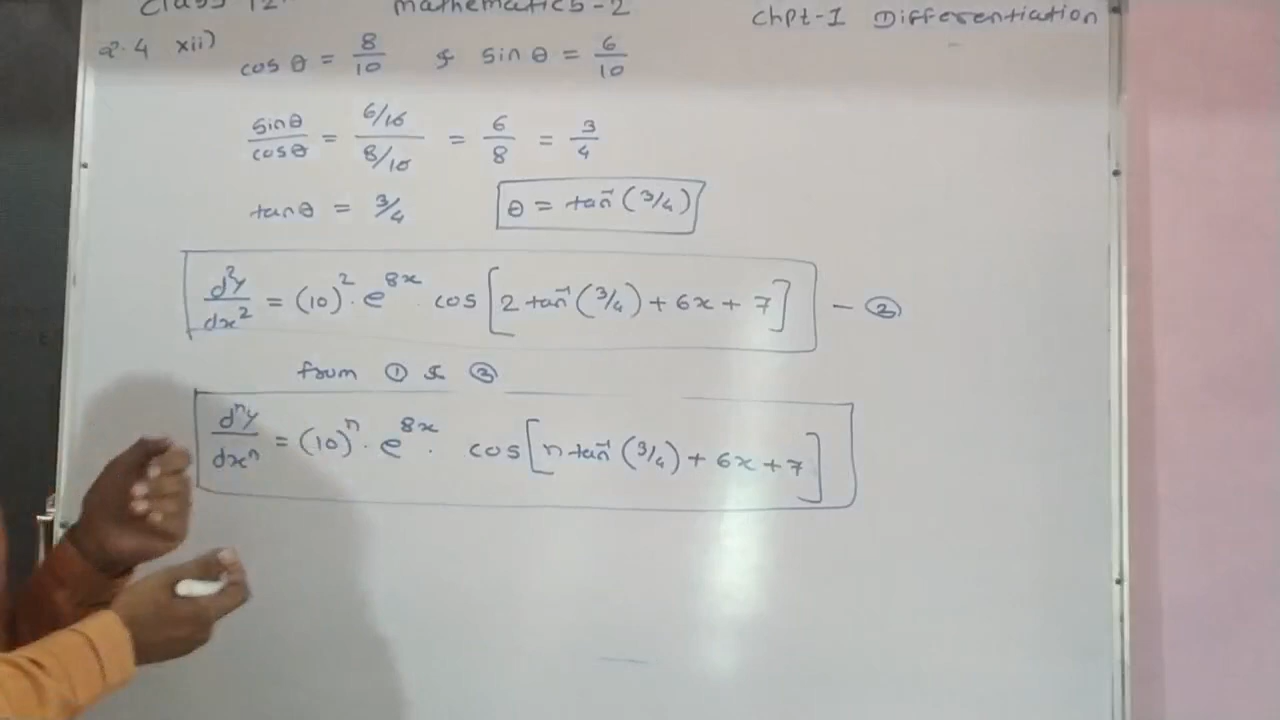 Class 12th Mathematics-2 Chpt-1 Differentiation
Q.4 xii) cos θ = 8/10 & sin θ = 6/10
sinθ/cosθ = (6/10)/(8/10) = 6/8 = 3/4
tanθ = 3/4 θ = tan⁻¹(3/4)
d²y/dx² = (10)².e^8x cos[2 tan⁻¹(3/4) + 6x + 7] - ②
from ① & ②
dⁿy/dxⁿ = (10)ⁿ.e^8x. cos[n tan⁻¹(3/4) + 6x + 7]